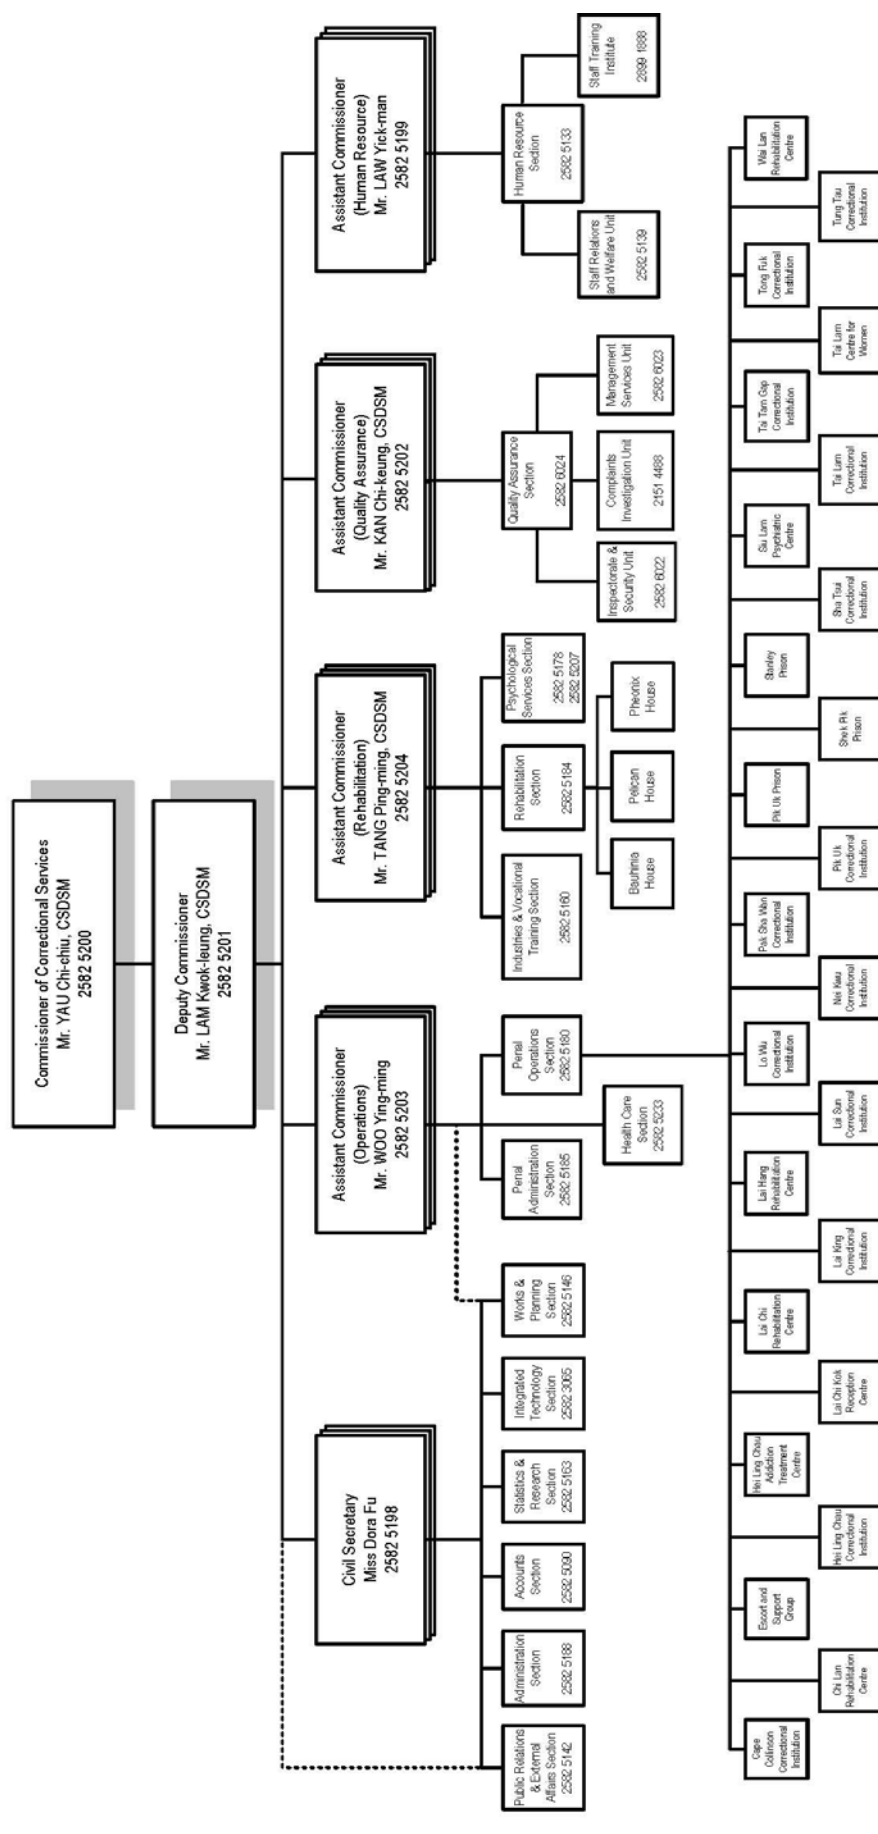 Commissioner of Correctional Services
Mr. YAU Chi-chiu, CSDSM
2582 5200
Deputy Commissioner
Mr. LAM Kwok-leung, CSDSM
2582 5201
Civil Secretary
Miss Dora Fu
2582 5198
Assistant Commissioner
(Operations)
Mr. WOO Ying-ming
2582 5203
Assistant Commissioner
(Rehabilitation)
Mr. TANG Ping-ming, CSDSM
2582 5204
Assistant Commissioner
(Quality Assurance)
Mr. KAN Chi-keung, CSDSM
2582 5202
Assistant Commissioner
(Human Resource)
Mr. LAW Yick-man
2582 5199
Public Relations
& External
Affairs Section
2582 5142
Administration
Section
2582 5188
Accounts
Section
2582 5090
Statistics &
Research
Section
2582 5163
Integrated
Technology
Section
2582 3065
Works &
Planning
Section
2582 5146
Penal
Administration
Section
2582 5185
Penal
Operations
Section
2582 5180
Health Care
Section
2582 5233
Industries & Vocational
Training Section
2582 5160
Rehabilitation
Section
2582 5184
Psychological
Services Section
2582 5178
2582 5207
Bauhinia
House
Pelican
House
Pheonix
House
Quality Assurance
Section
2582 6024
Inspectorate &
Security Unit
2582 6022
Complaints
Investigation Unit
2151 4488
Management
Services Unit
2582 6023
Human Resource
Section
2582 5133
Staff Relations
and Welfare Unit
2582 5139
Staff Training
Institute
2899 1888
Cape
Collinson
Correctional
Institution
Chi Lan
Rehabilitation
Centre
Escort and
Support
Group
Hei Ling Chau
Correctional
Institution
Hei Ling Chau
Addiction
Treatment
Centre
Lai Chi Kok
Reception
Centre
Lai Chi
Rehabilitation
Centre
Lai King
Correctional
Institution
Lai Hang
Rehabilitation
Centre
Lai Sun
Correctional
Institution
Lo Wu
Correctional
Institution
Nei Kwu
Correctional
Institution
Pak Sha Wan
Correctional
Institution
Pik Uk
Correctional
Institution
Pik Uk Prison
Shek Pik
Prison
Stanley
Prison
Sha Tsui
Correctional
Institution
Siu Lam
Psychiatric
Centre
Tai Lam
Correctional
Institution
Tai Tam Gap
Correctional
Institution
Tai Lam
Centre for
Women
Tong Fuk
Correctional
Institution
Tung Tau
Correctional
Institution
Wai Lan
Rehabilitation
Centre